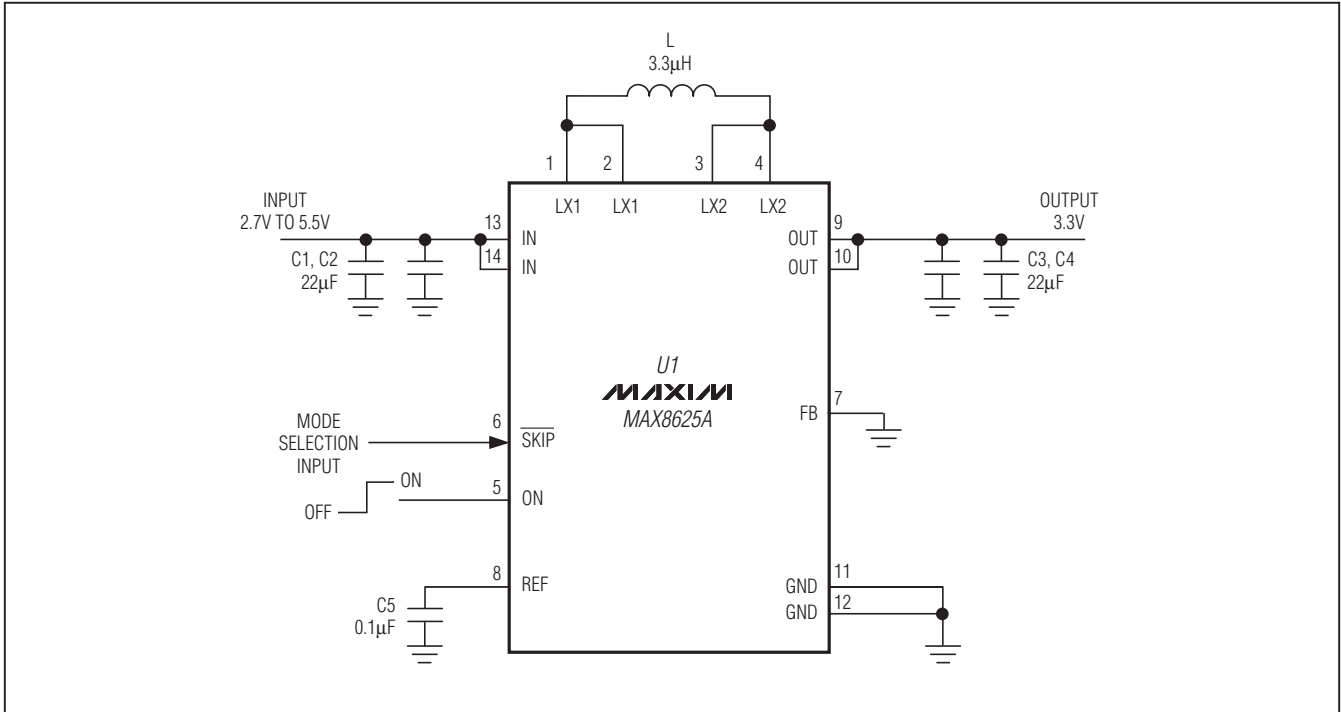 L
3.3μH
1
2
3
4
LX1
LX1
LX2
LX2
INPUT
2.7V TO 5.5V
13
IN
14
IN
C1, C2
22μF
OUTPUT
3.3V
9
OUT
10
OUT
C3, C4
22μF
U1
MAXIM
MAX8625A
7
FB
MODE
SELECTION
INPUT
6
SKIP
ON
OFF
5
ON
8
REF
C5
0.1μF
11
GND
12
GND